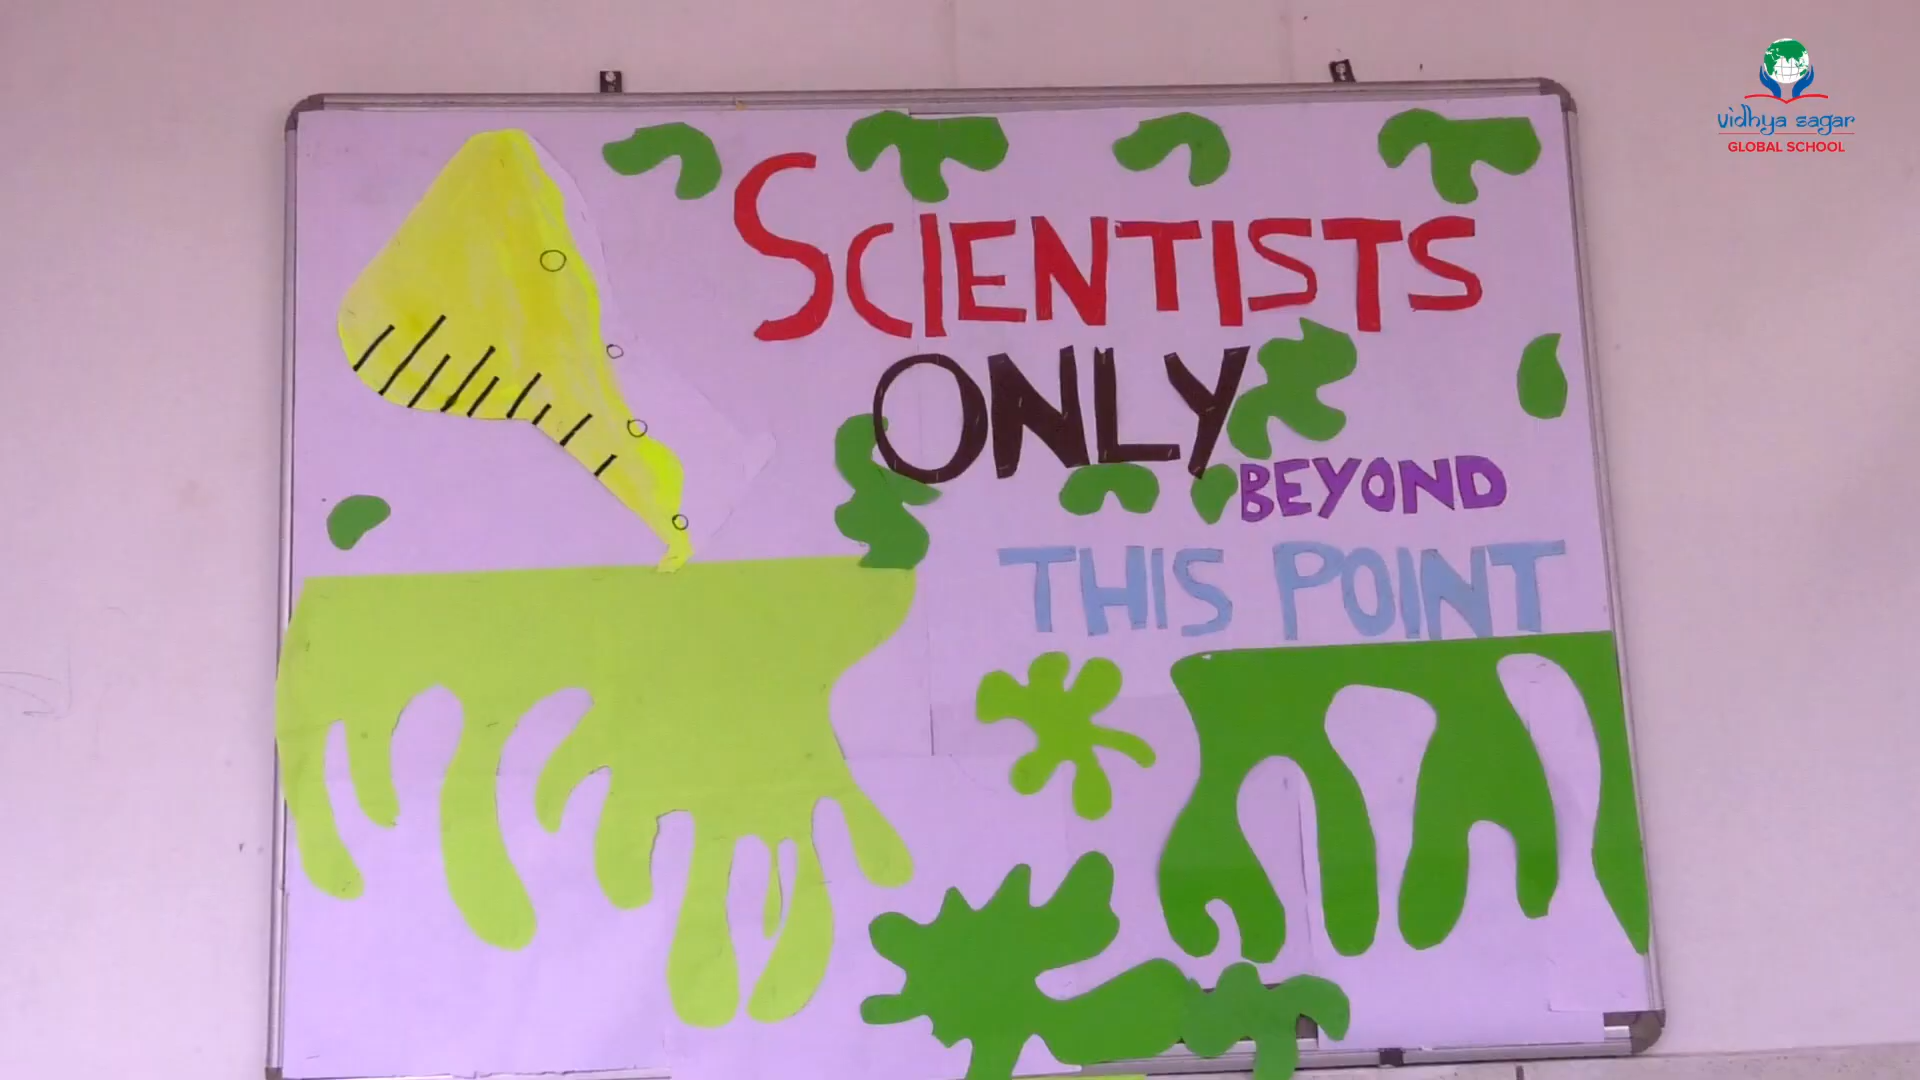 SCIENTISTS
ONLY
BEYOND
THIS POINT
vidhya sagar
GLOBAL SCHOOL